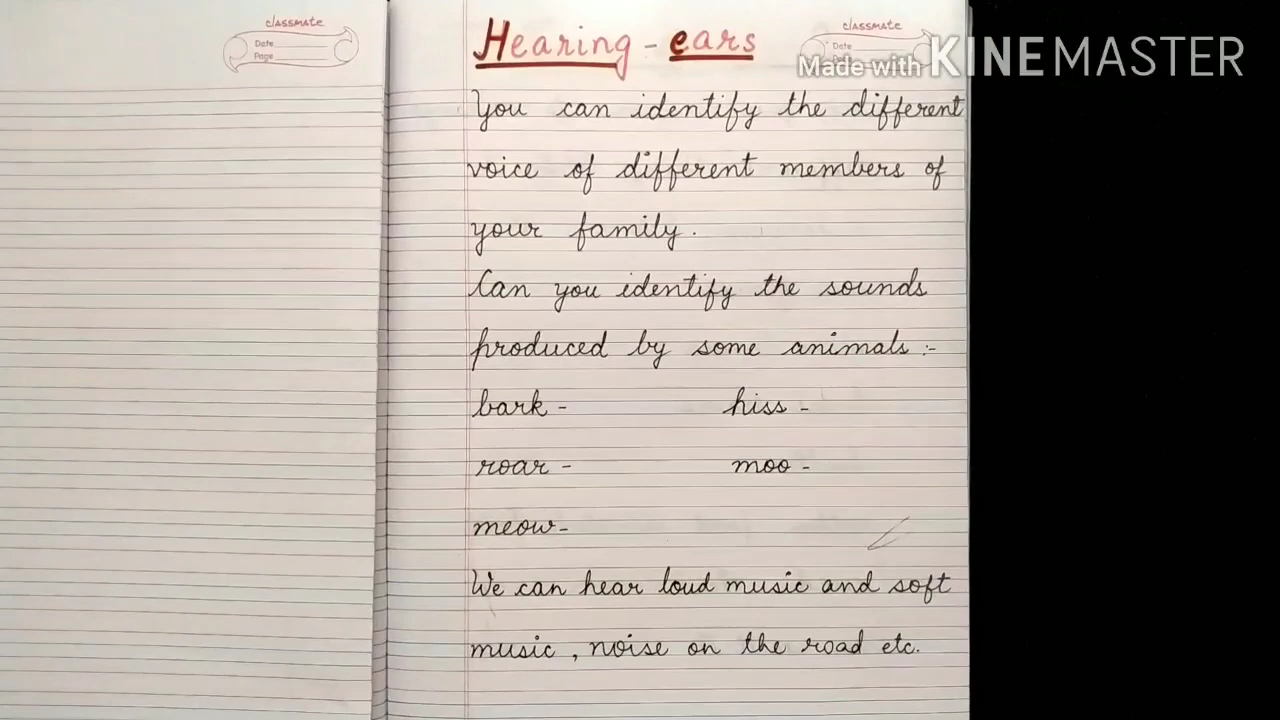 classmate
Date
Page
classmate
Date
Made with KINEMASTER
Hearing - ears
You can identify the different
voice of different members of
your family.
Can you identify the sounds
produced by some animals :-
bark - hiss -
roar - moo -
meow-
We can hear loud music and soft
music , noise on the road etc.